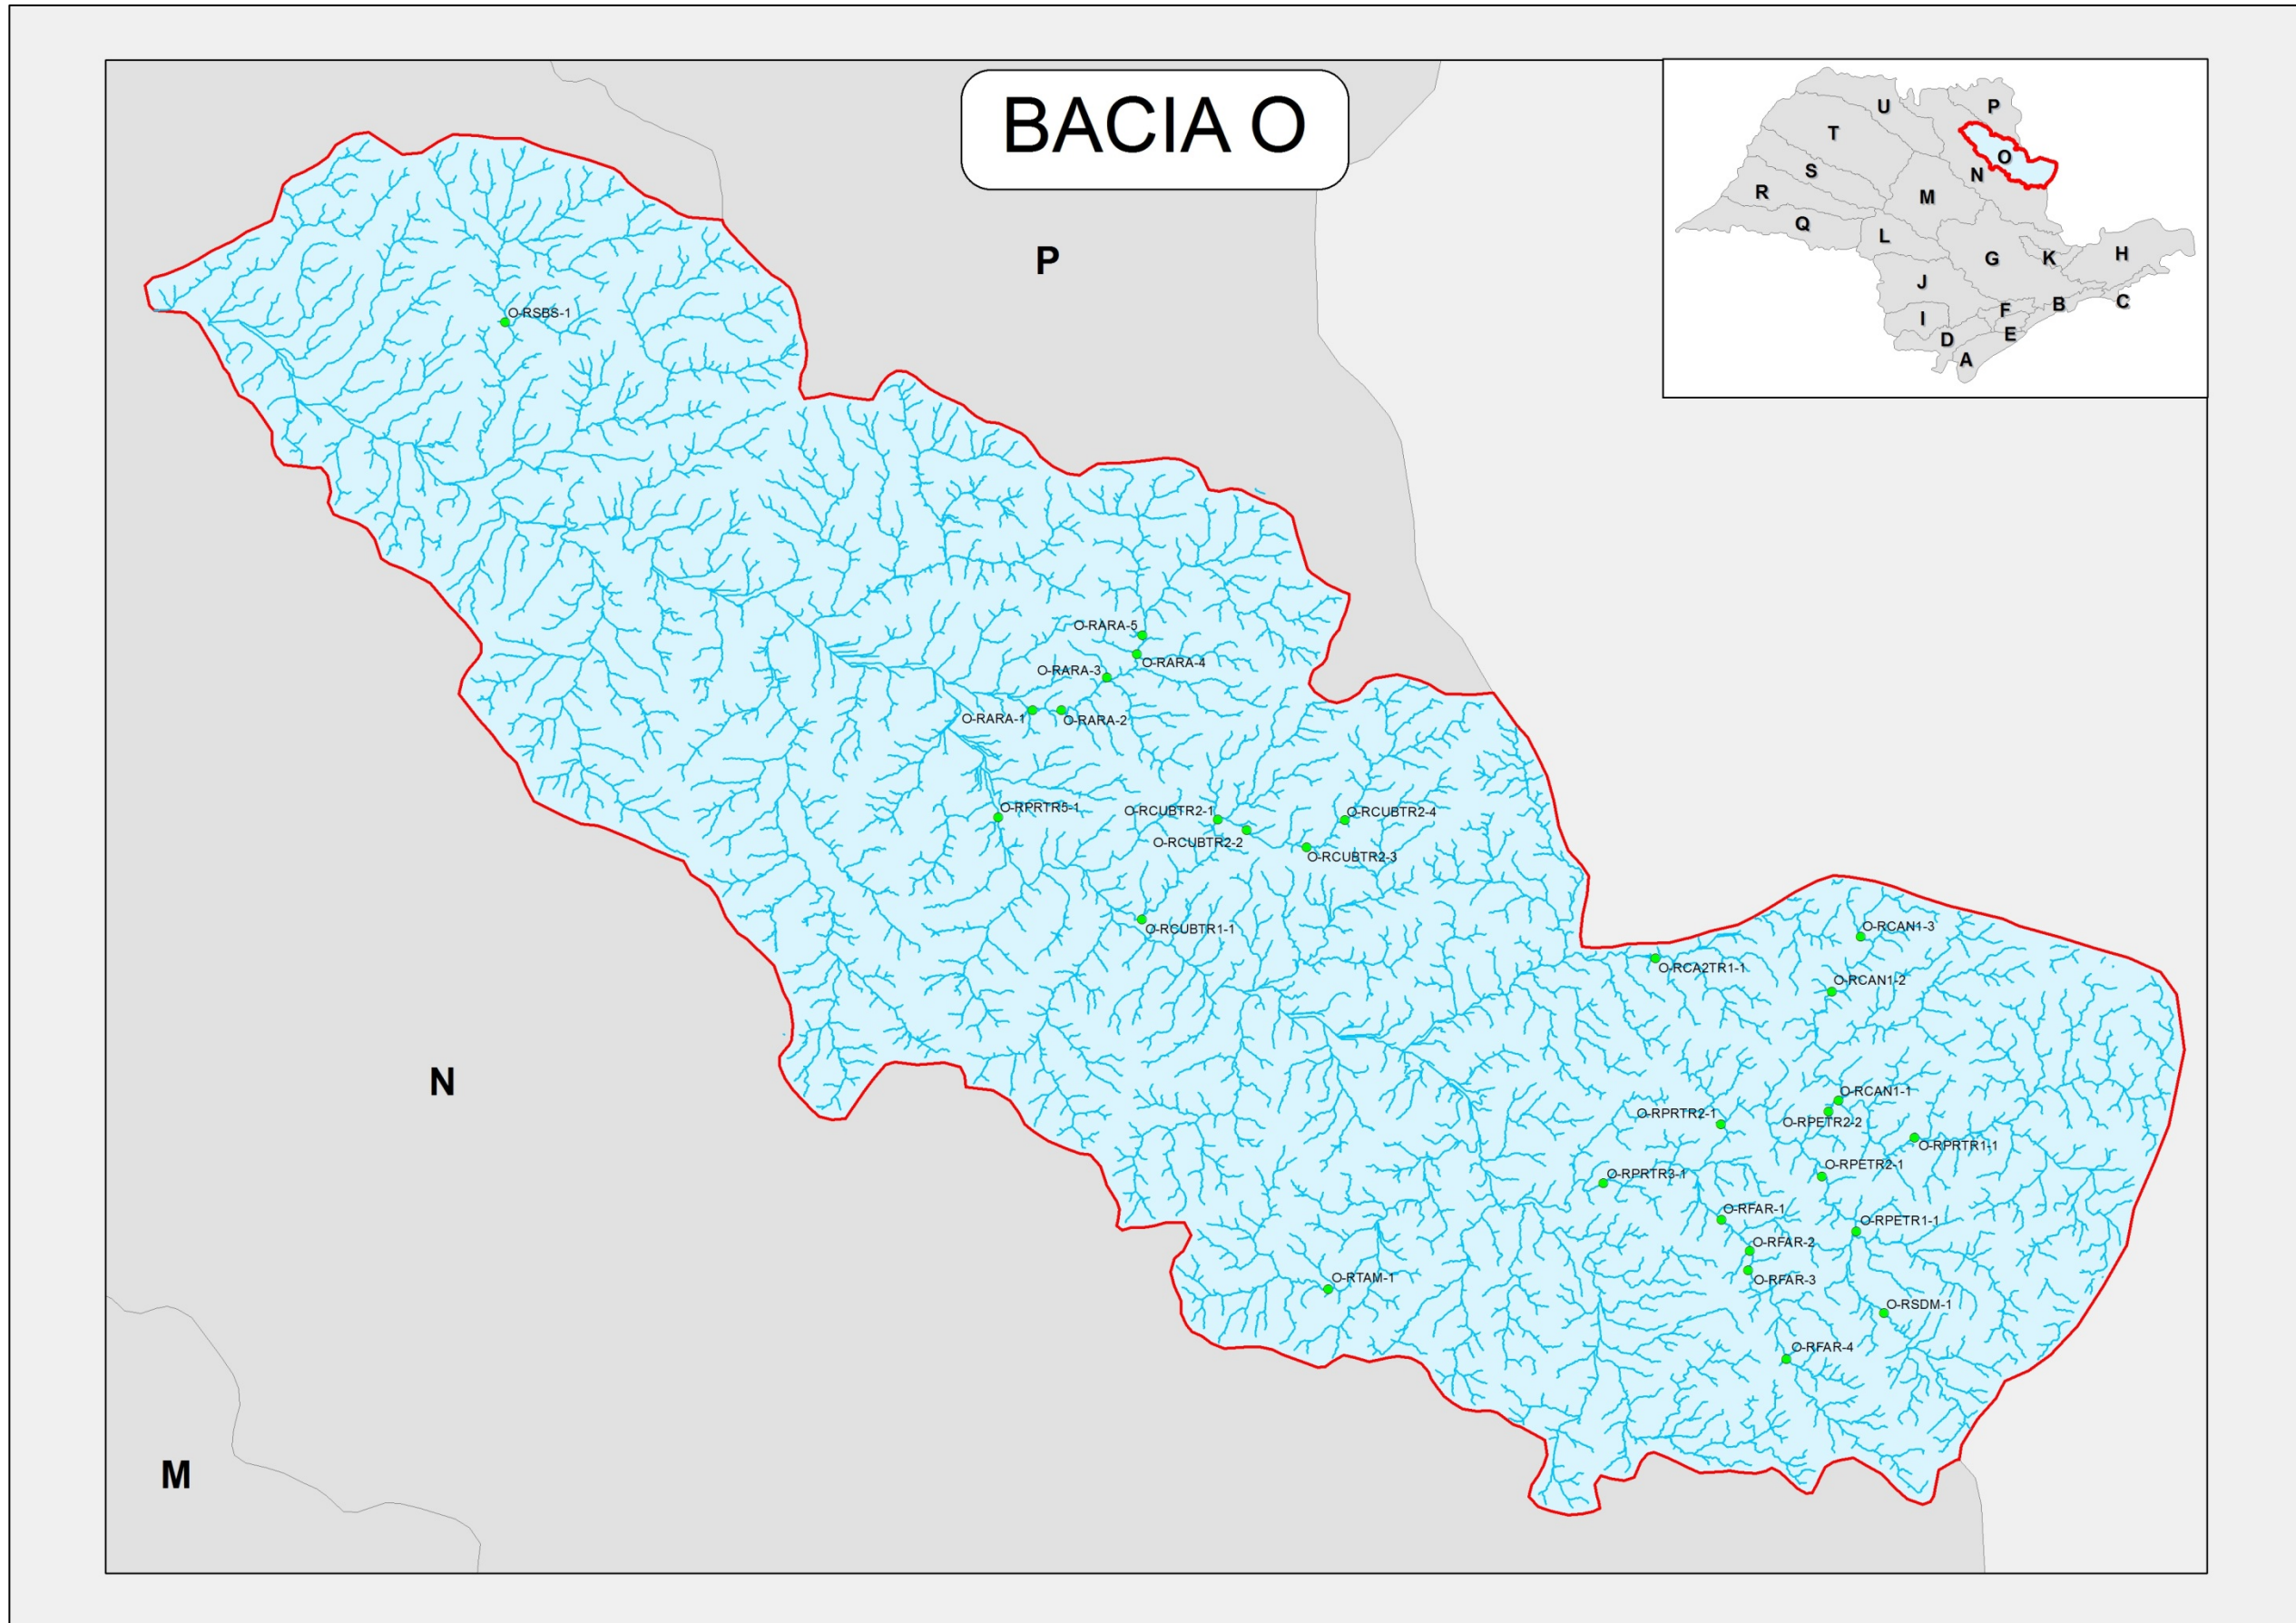 BACIA O
P
N
M
U
P
T
O
S
N
R
M
Q
L
G
K
H
J
B
C
F
I
E
D
A
O-RSBS-1
O-RARA-5
O-RARA-4
O-RARA-3
O-RARA-1
O-RARA-2
O-RPRTR5-1
O-RCUBTR2-1
O-RCUBTR2-4
O-RCUBTR2-2
O-RCUBTR2-3
O-RCUBTR1-1
O-RCAN1-3
O-RCA2TR1-1
O-RCAN1-2
O-RCAN1-1
O-RPRTR2-1
O-RPETR2-2
O-RPRTR1-1
O-RPETR2-1
O-RPRTR3-1
O-RFAR-1
O-RPETR1-1
O-RFAR-2
O-RFAR-3
O-RTAM-1
O-RSDM-1
O-RFAR-4